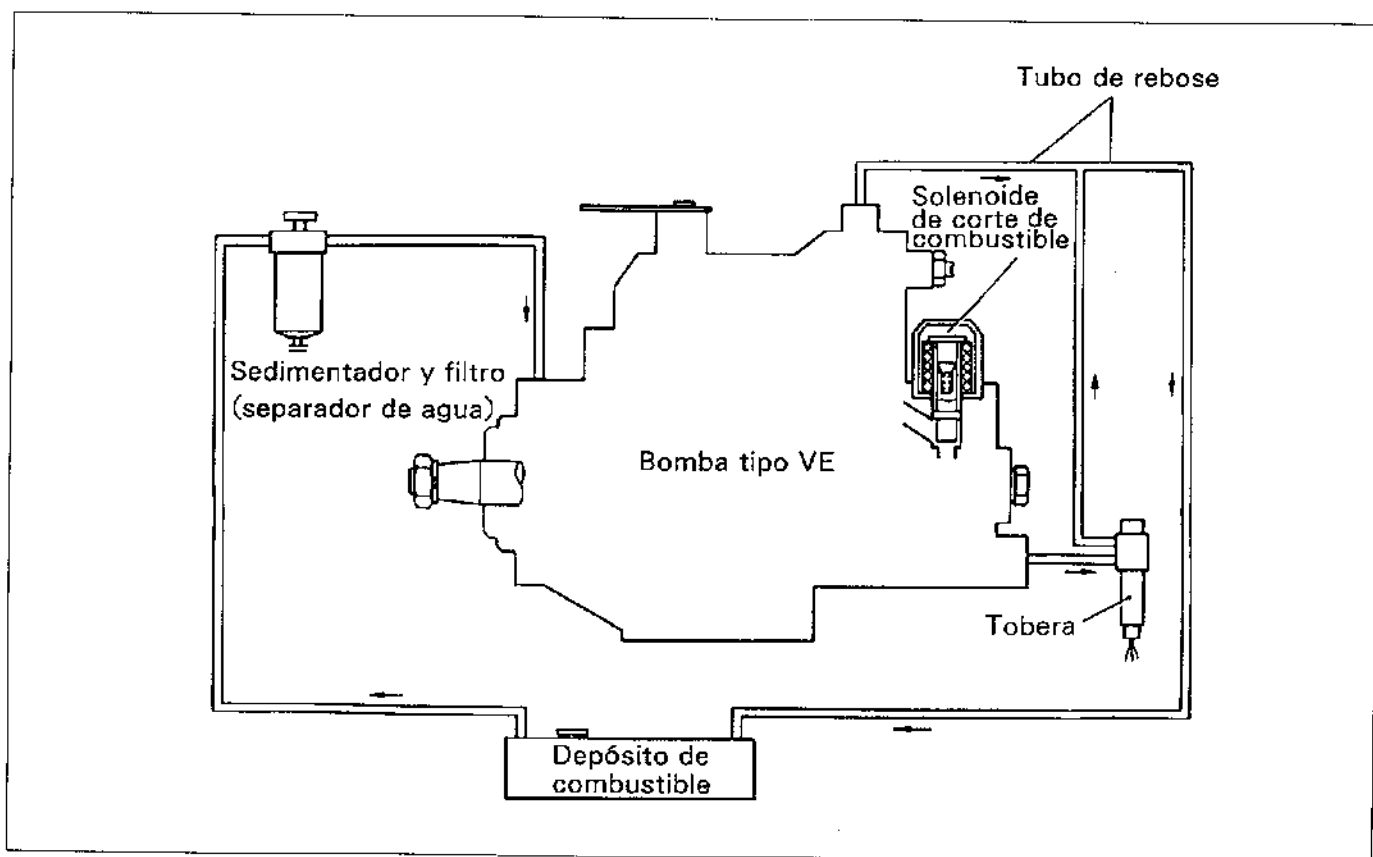 Tubo de rebose
Solenoide
de corte de
combustible
Sedimentador y filtro
(separador de agua)
Bomba tipo VE
Tobera
Depósito de
combustible